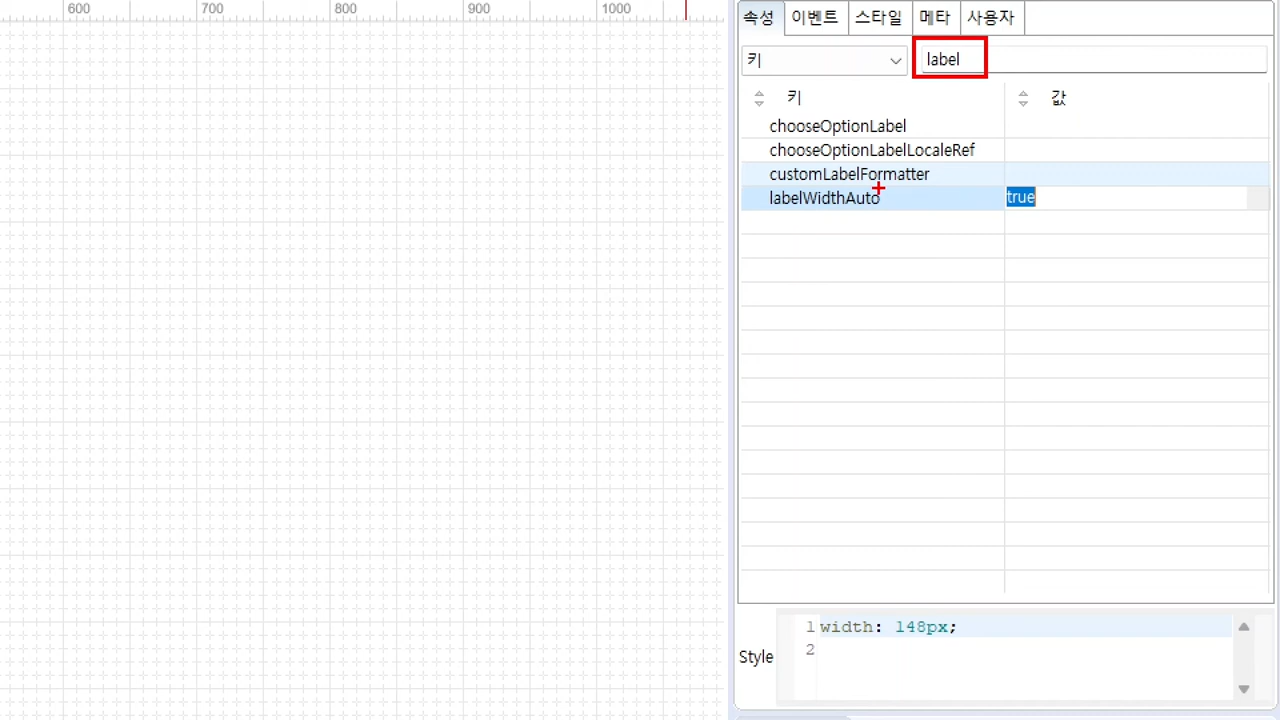 600 700 800 900 1000
속성 이벤트 스타일 메타 사용자
키 label
키 값
chooseOptionLabel
chooseOptionLabelLocaleRef
customLabelFormatter
labelWidthAuto true
Style
1 width: 148px;
2